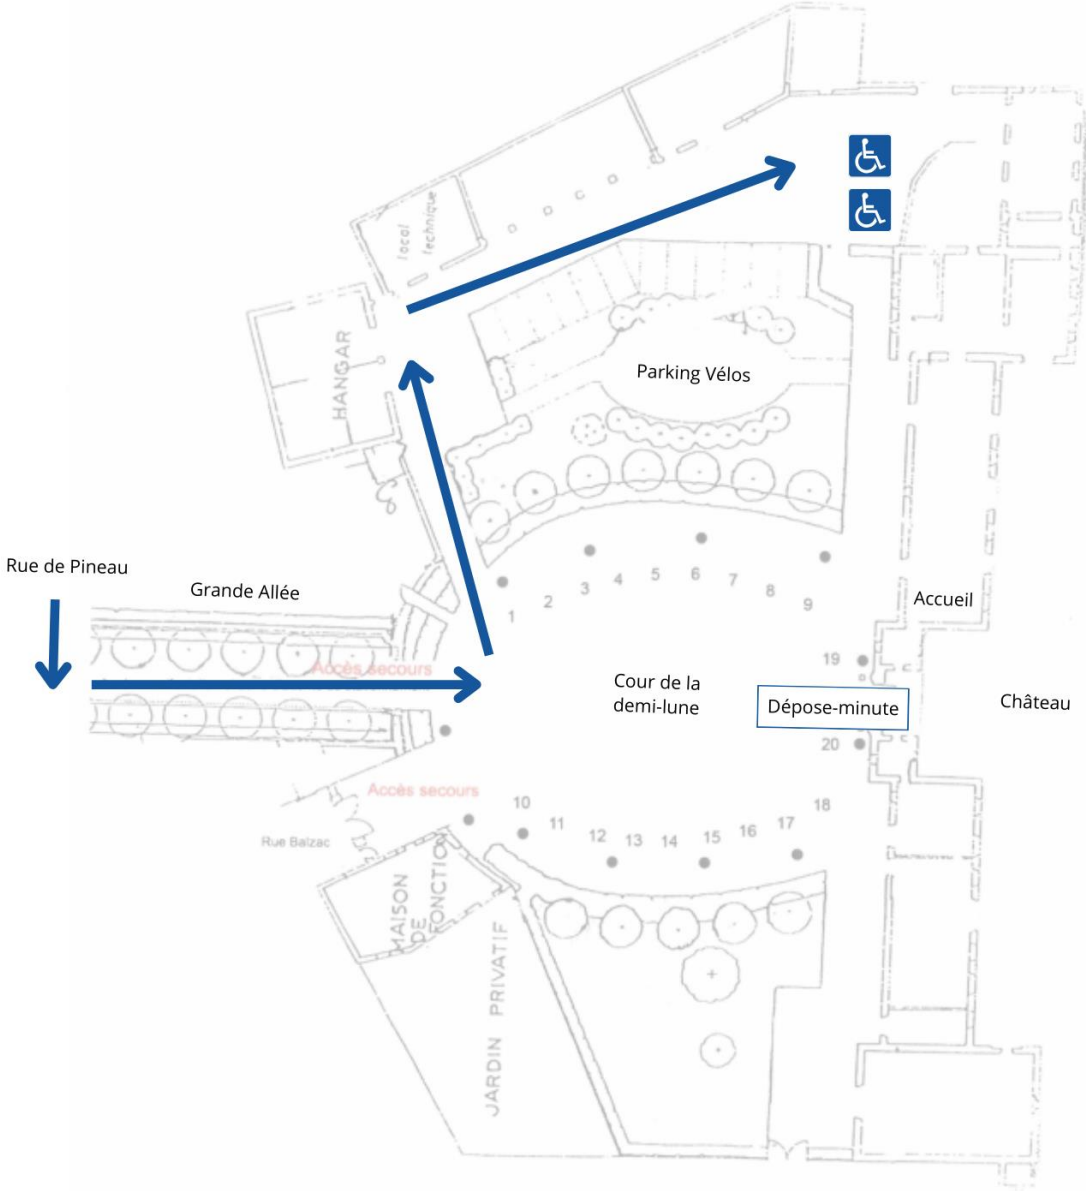 local
technique
HANGAR
Parking Vélos
Rue de Pineau
Grande Allée
Accès secours
1
2
3
4
5
6
7
8
9
Accueil
19
Cour de la
demi-lune
Dépose-minute
Château
20
Accès secours
10
11
12
13
14
15
16
17
18
Rue Balzac
MAISON
DE
FONCTION
JARDIN PRIVATIF